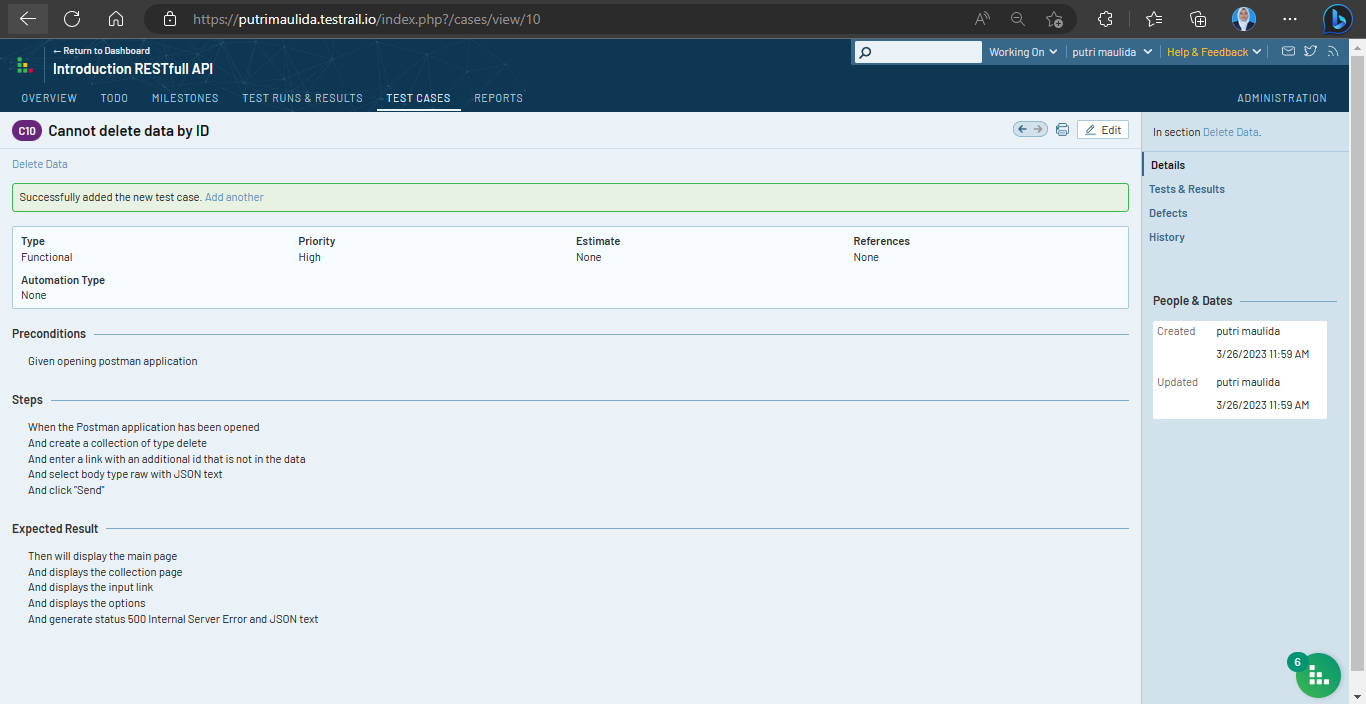 https://putrimaulida.testrail.io/index.php?/cases/view/10
← Return to Dashboard
Introduction RESTfull API
Working On
putri maulida
Help & Feedback
OVERVIEW TODO MILESTONES TEST RUNS & RESULTS TEST CASES REPORTS ADMINISTRATION
C10 Cannot delete data by ID
Edit
Delete Data
Successfully added the new test case. Add another
Type Priority Estimate References
Functional High None None
Automation Type
None
Preconditions
Given opening postman application
Steps
When the Postman application has been opened
And create a collection of type delete
And enter a link with an additional id that is not in the data
And select body type raw with JSON text
And click "Send"
Expected Result
Then will display the main page
And displays the collection page
And displays the input link
And displays the options
And generate status 500 Internal Server Error and JSON text
In section Delete Data.
Details
Tests & Results
Defects
History
People & Dates
Created putri maulida
3/26/2023 11:59 AM
Updated putri maulida
3/26/2023 11:59 AM
6